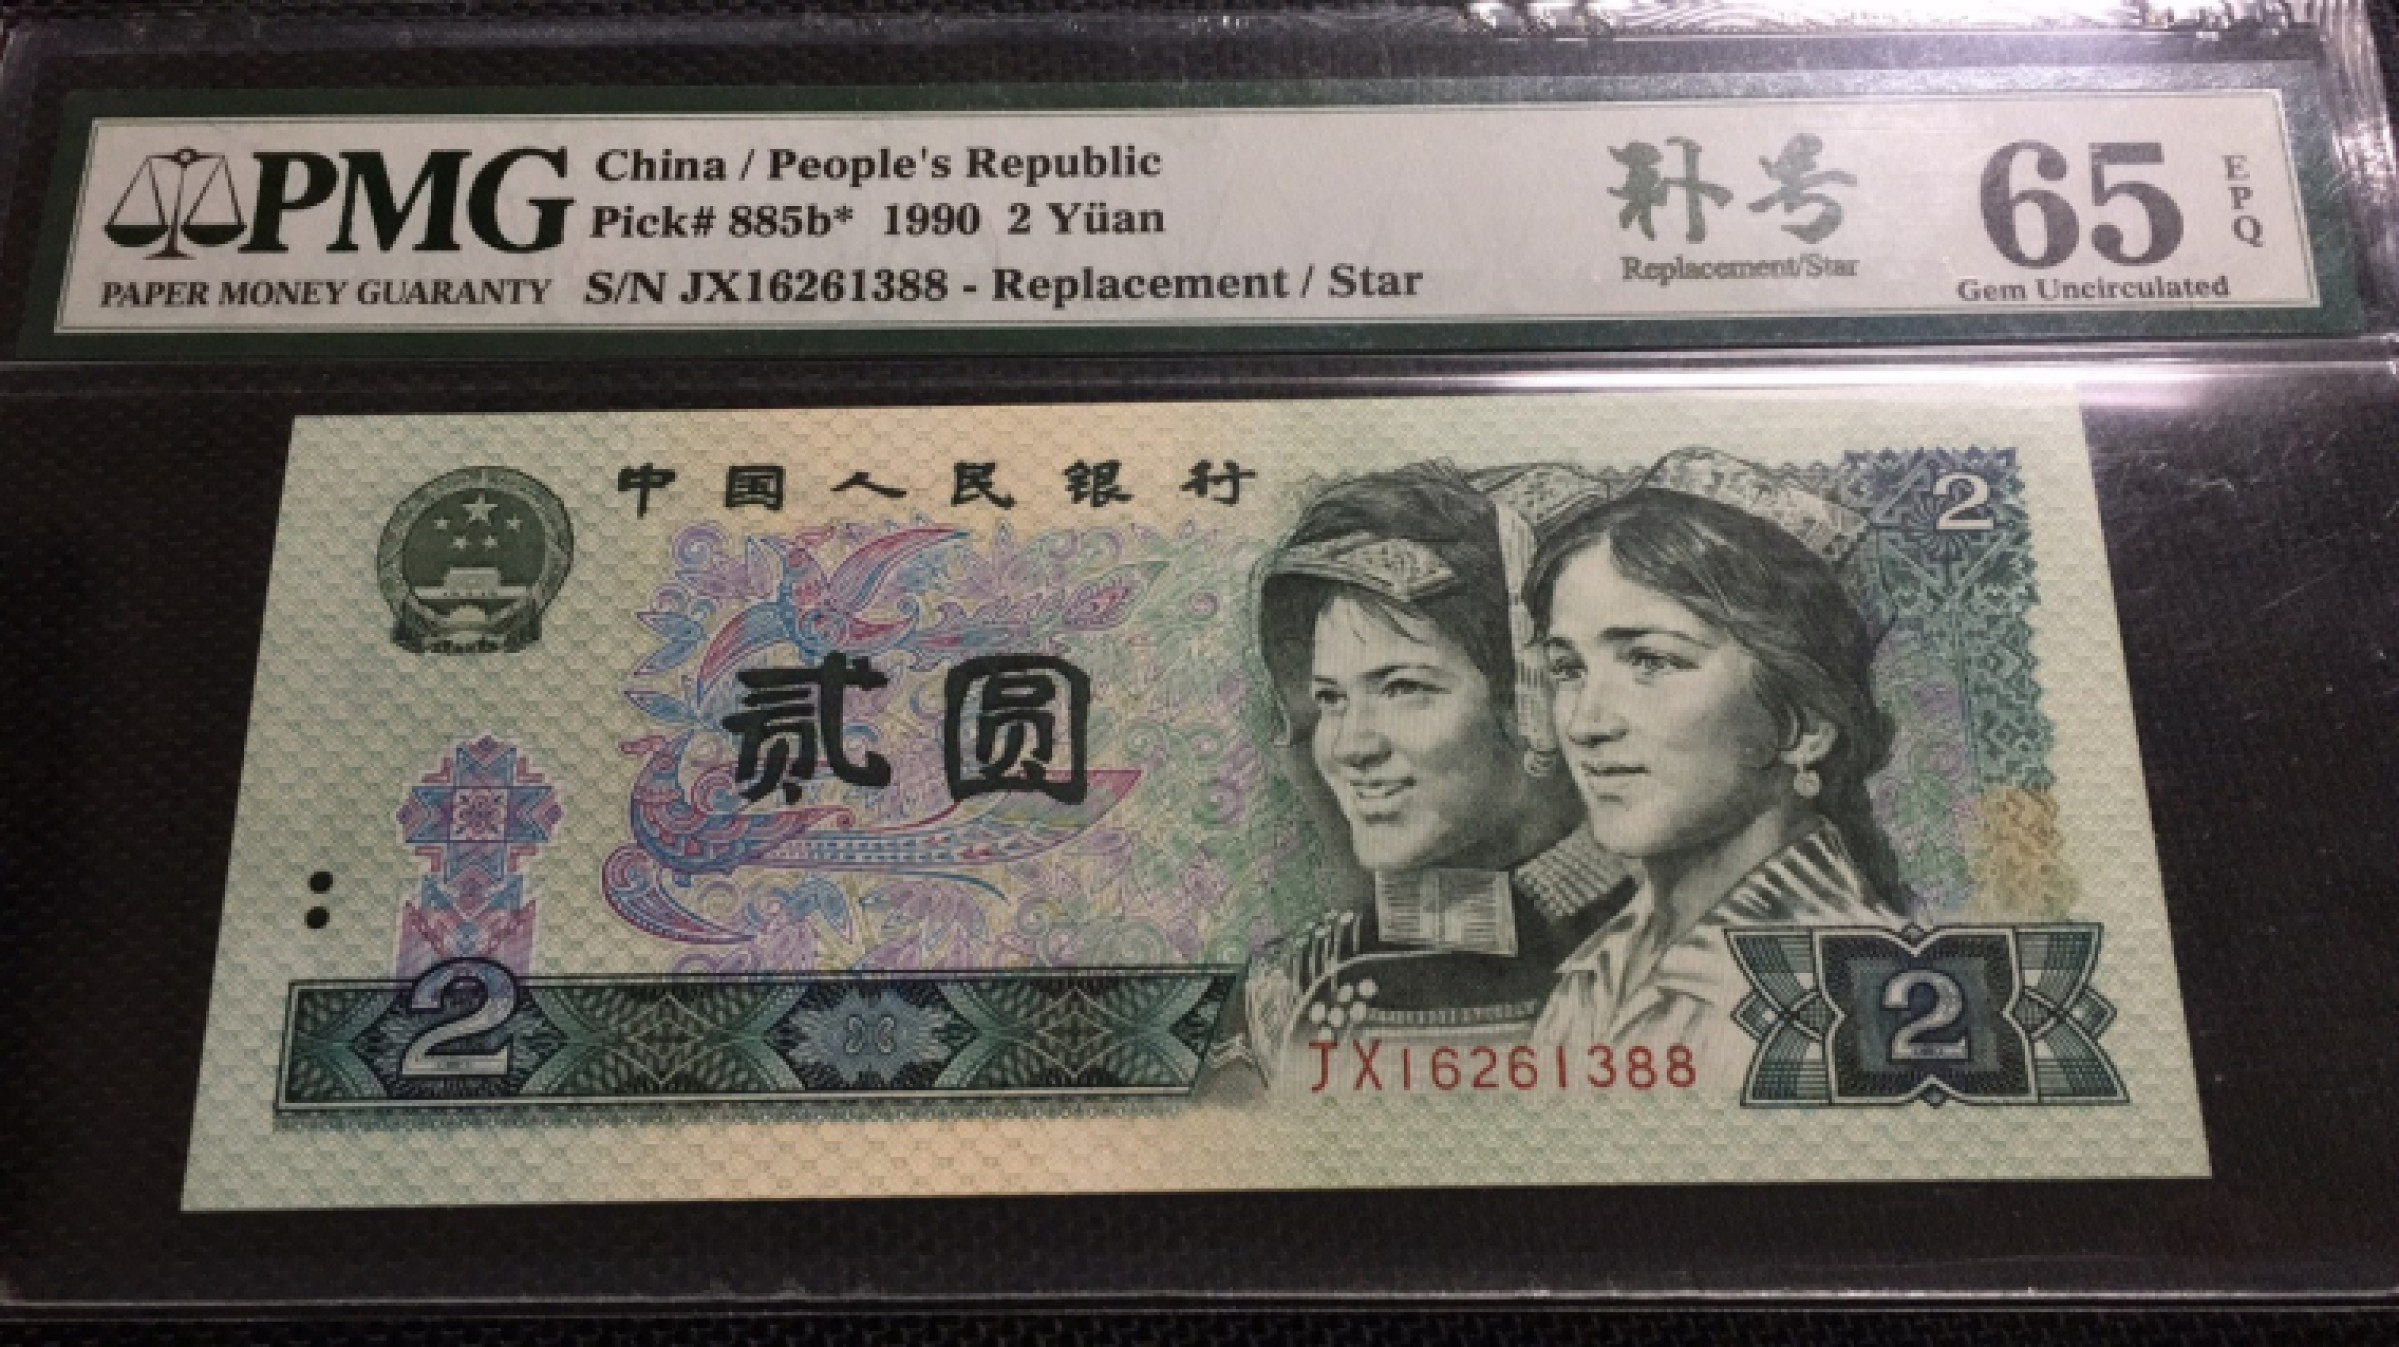 PMG
PAPER MONEY GUARANTY
China / People's Republic
Pick# 885b* 1990 2 Yüan
S/N JX16261388 - Replacement / Star
补号
Replacement/Star
65
EPQ
Gem Uncirculated
中国人民银行
2
贰圆
2
2
JX16261388